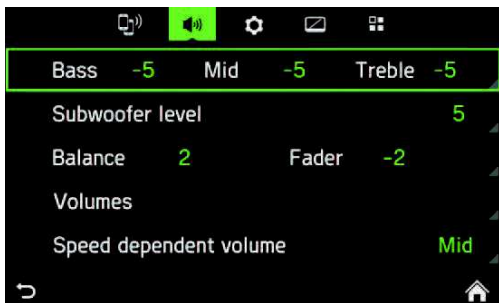 Bass -5 Mid -5 Treble -5
Subwoofer level 5
Balance 2 Fader -2
Volumes
Speed dependent volume Mid